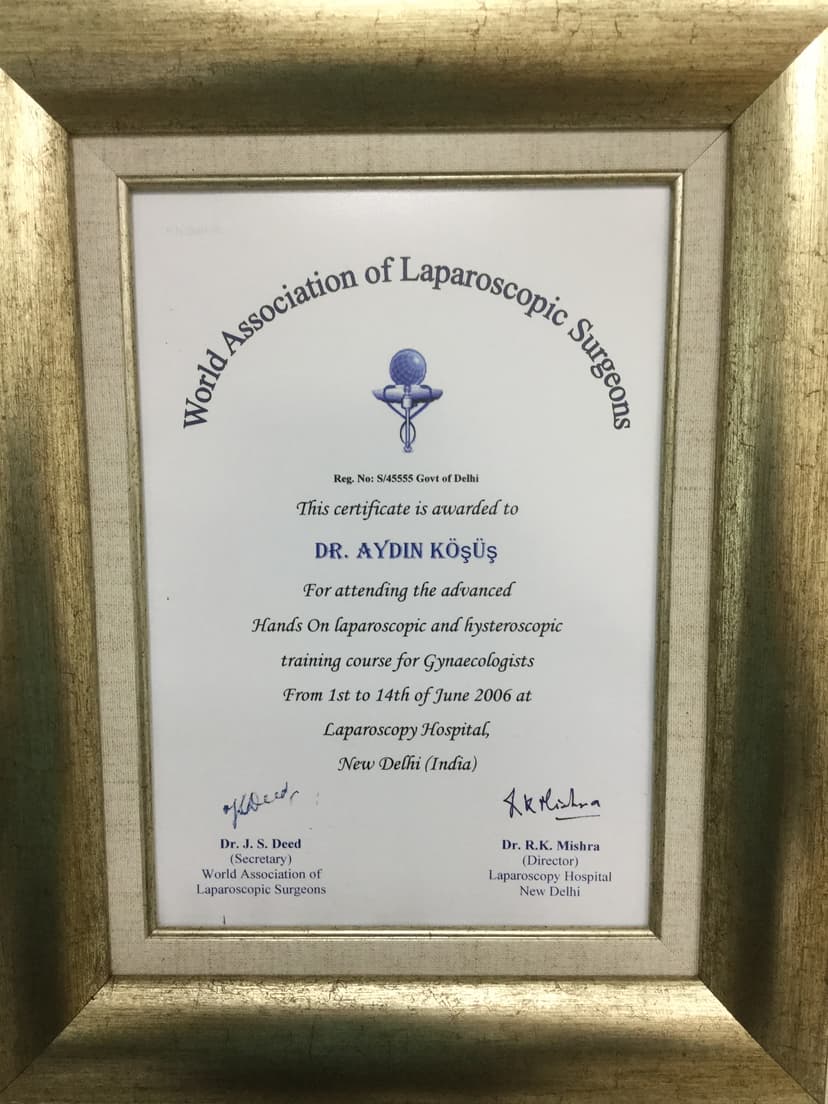 World Association of Laparoscopic Surgeons
Reg. No: S/45555 Govt of Delhi
This certificate is awarded to
DR. AYDIN KÖşÜş
For attending the advanced
Hands On laparoscopic and hysteroscopic
training course for Gynaecologists
From 1st to 14th of June 2006 at
Laparoscopy Hospital,
New Delhi (India)
R K Mishra
Dr. J. S. Deed
(Secretary)
World Association of
Laparoscopic Surgeons
Dr. R.K. Mishra
(Director)
Laparoscopy Hospital
New Delhi